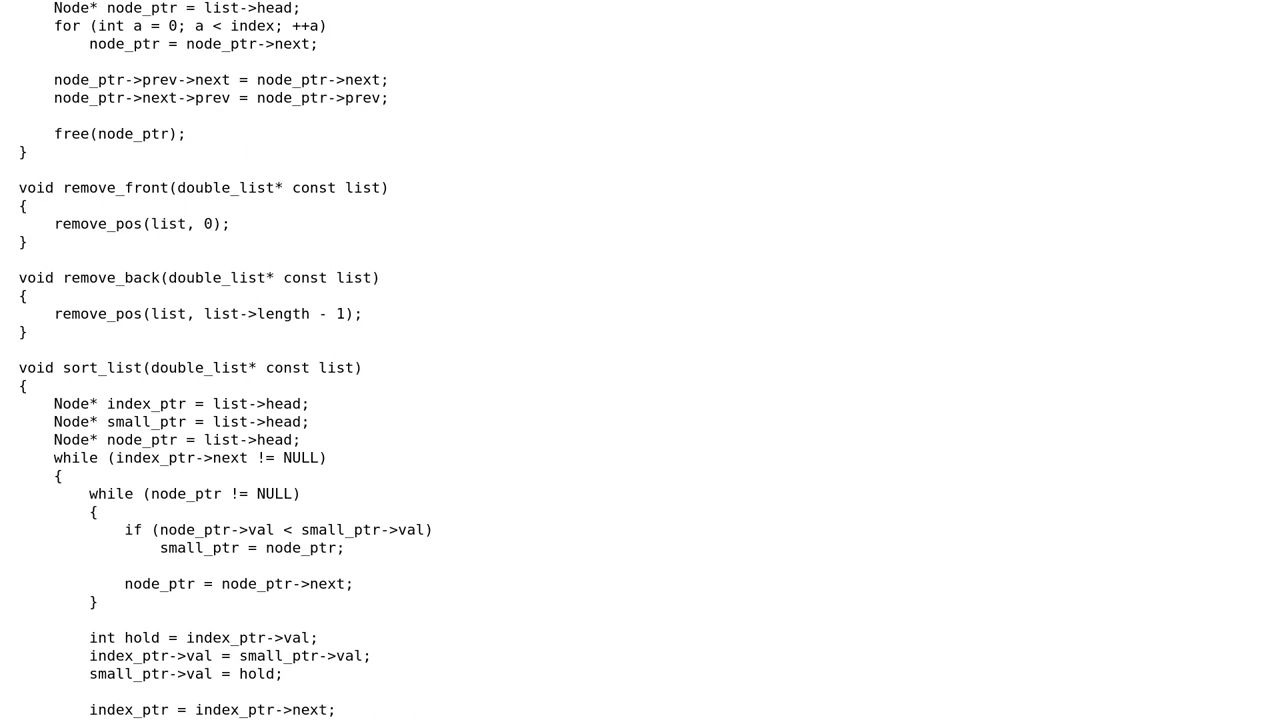 Node* node_ptr = list->head;
    for (int a = 0; a < index; ++a)
        node_ptr = node_ptr->next;

    node_ptr->prev->next = node_ptr->next;
    node_ptr->next->prev = node_ptr->prev;

    free(node_ptr);
}

void remove_front(double_list* const list)
{
    remove_pos(list, 0);
}

void remove_back(double_list* const list)
{
    remove_pos(list, list->length - 1);
}

void sort_list(double_list* const list)
{
    Node* index_ptr = list->head;
    Node* small_ptr = list->head;
    Node* node_ptr = list->head;
    while (index_ptr->next != NULL)
    {
        while (node_ptr != NULL)
        {
            if (node_ptr->val < small_ptr->val)
                small_ptr = node_ptr;

            node_ptr = node_ptr->next;
        }

        int hold = index_ptr->val;
        index_ptr->val = small_ptr->val;
        small_ptr->val = hold;

        index_ptr = index_ptr->next;